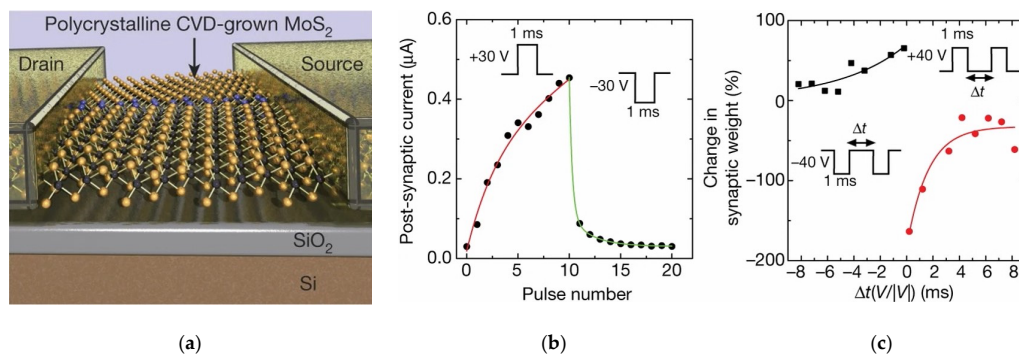 Polycrystalline CVD-grown MoS₂
Drain
Source
SiO₂
Si
(a)
(b)
Post-synaptic current (μA)
0.6
0.4
0.2
0.0
0 5 10 15 20
Pulse number
1 ms
+30 V
−30 V
1 ms
(c)
Change in
synaptic weight (%)
100
0
−100
−200
-8 -6 -4 -2 0 2 4 6 8
Δt(V/|V|) (ms)
1 ms
+40 V
Δt
Δt
−40 V
1 ms
(a)
(b)
(c)